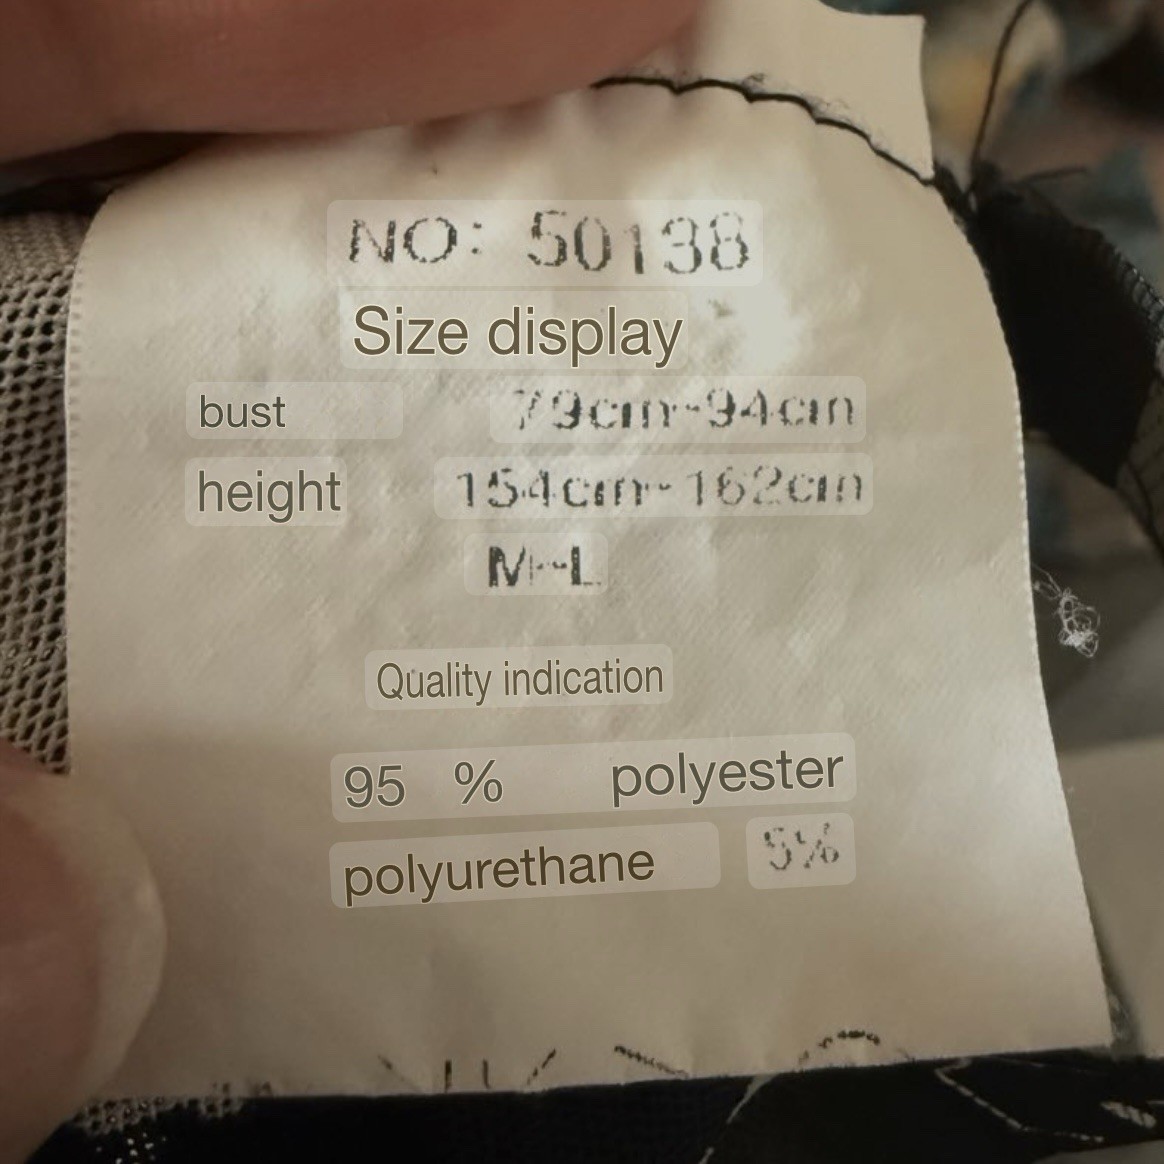 NO: 50138
Size display
bust 79cm~94cm
height 154cm~162cm
M~L
Quality indication
95 % polyester
polyurethane 5%